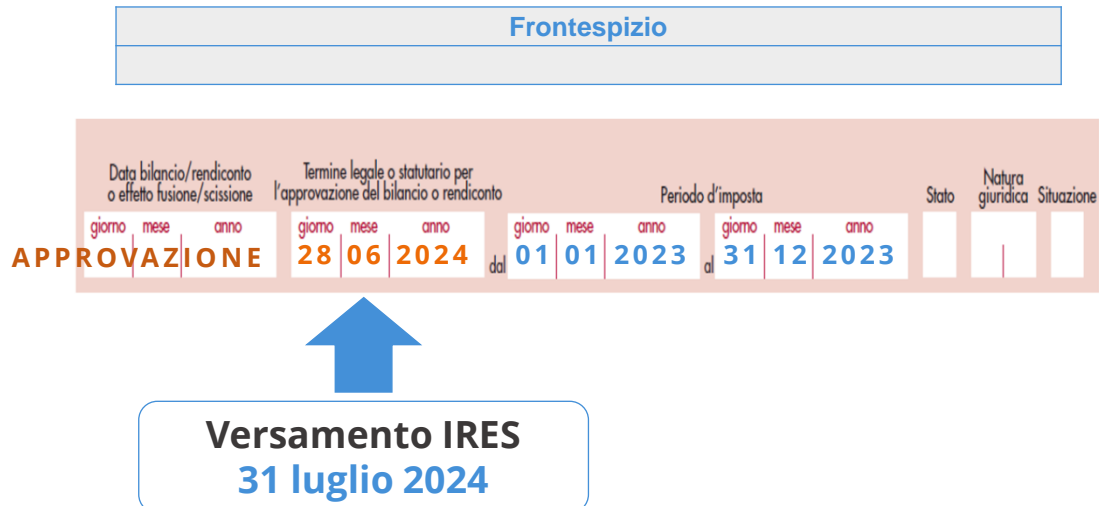 Frontespizio
Data bilancio/rendiconto
o effetto fusione/scissione
Termine legale o statutario per
l'approvazione del bilancio o rendiconto
Periodo d'imposta
Stato
Natura
giuridica
Situazione
giorno mese anno
giorno mese anno
giorno mese anno
giorno mese anno
APPROVAZIONE
28 06 2024
dal 01 01 2023
al 31 12 2023
Versamento IRES
31 luglio 2024